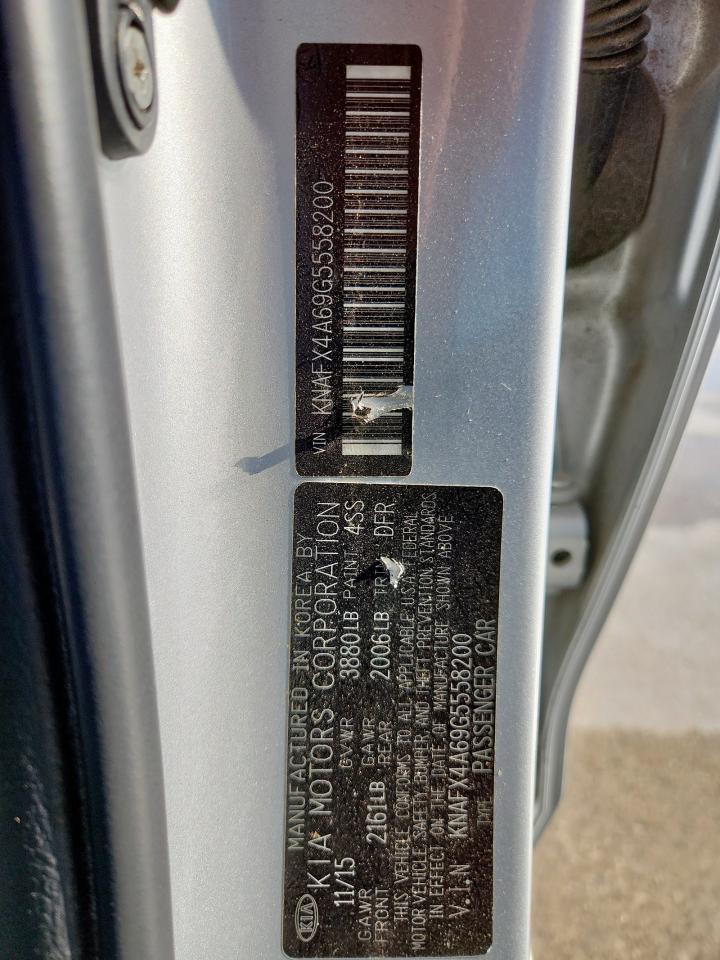 VIN KNAFX4A69G5558200
MANUFACTURED IN KOREA BY
KIA KIA MOTORS CORPORATION
11/15 GVWR 3880LB PAINT 4SS
GAWR FRONT 2161LB GAWR REAR 2006LB TRIM DFR
THIS VEHICLE CONFORMS TO ALL APPLICABLE U.S.A. FEDERAL
MOTOR VEHICLE SAFETY, BUMPER, AND THEFT PREVENTION STANDARDS
IN EFFECT ON THE DATE OF MANUFACTURE SHOWN ABOVE
V.I.N KNAFX4A69G5558200
TYPE PASSENGER CAR